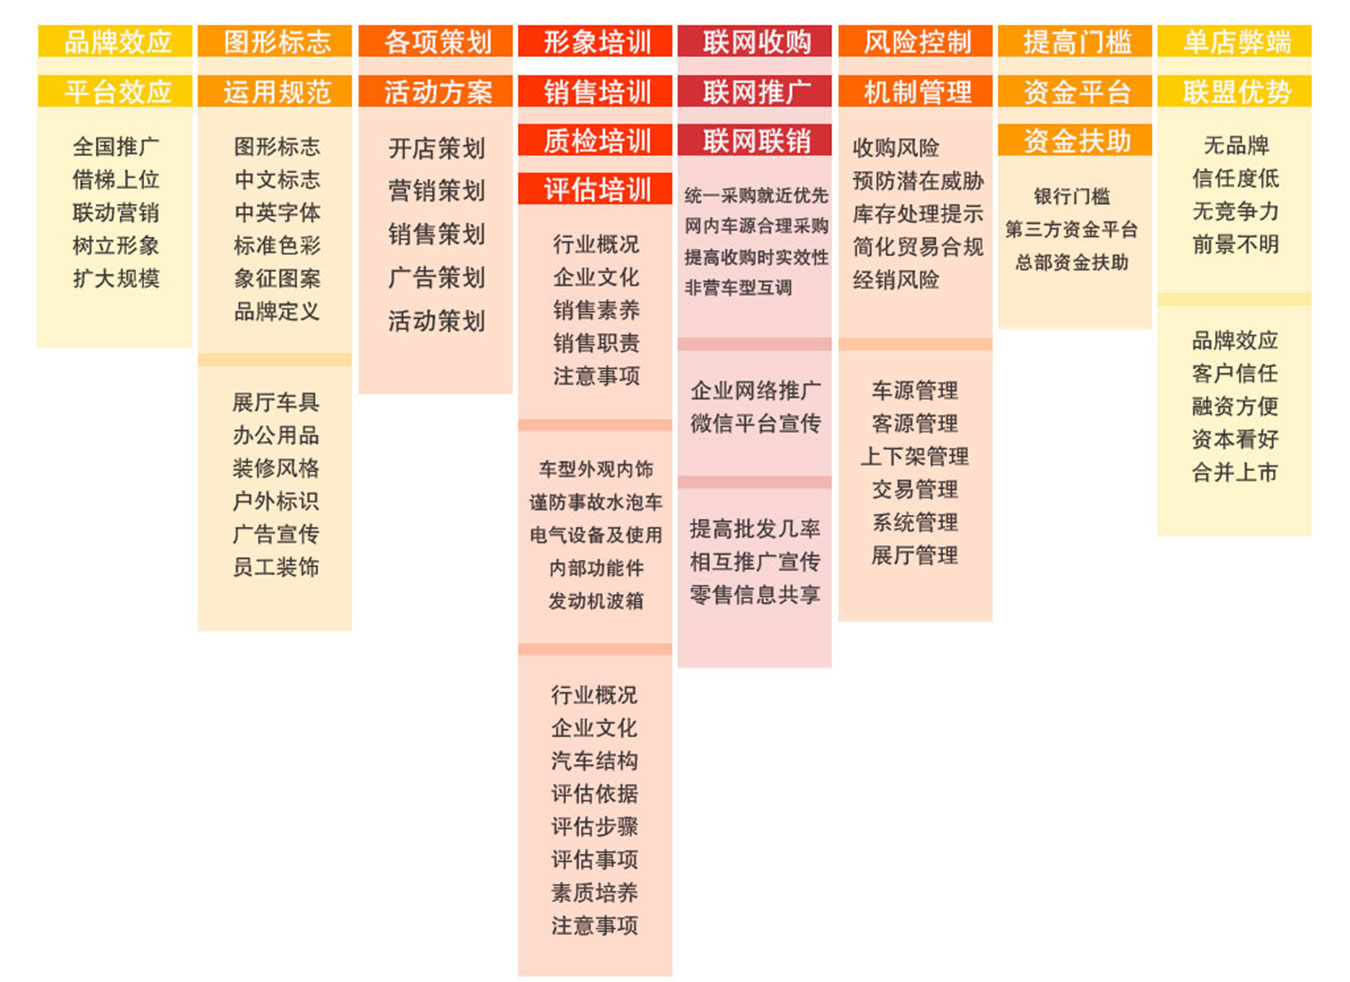 品牌效应
平台效应
全国推广
借梯上位
联动营销
树立形象
扩大规模
图形标志
运用规范
图形标志
中文标志
中英字体
标准色彩
象征图案
品牌定义
展厅车具
办公用品
装修风格
户外标识
广告宣传
员工装饰
各项策划
活动方案
开店策划
营销策划
销售策划
广告策划
活动策划
形象培训
销售培训
质检培训
评估培训
行业概况
企业文化
销售素养
销售职责
注意事项
车型外观内饰
谨防事故水泡车
电气设备及使用
内部功能件
发动机波箱
行业概况
企业文化
汽车结构
评估依据
评估步骤
评估事项
素质培养
注意事项
联网收购
联网推广
联网联销
统一采购就近优先
网内车源合理采购
提高收购时实效性
非营车型互调
企业网络推广
微信平台宣传
提高批发几率
相互推广宣传
零售信息共享
风险控制
机制管理
收购风险
预防潜在威胁
库存处理提示
简化贸易合规
经销风险
车源管理
客源管理
上下架管理
交易管理
系统管理
展厅管理
提高门槛
资金平台
资金扶助
银行门槛
第三方资金平台
总部资金扶助
单店弊端
联盟优势
无品牌
信任度低
无竞争力
前景不明
品牌效应
客户信任
融资方便
资本看好
合并上市